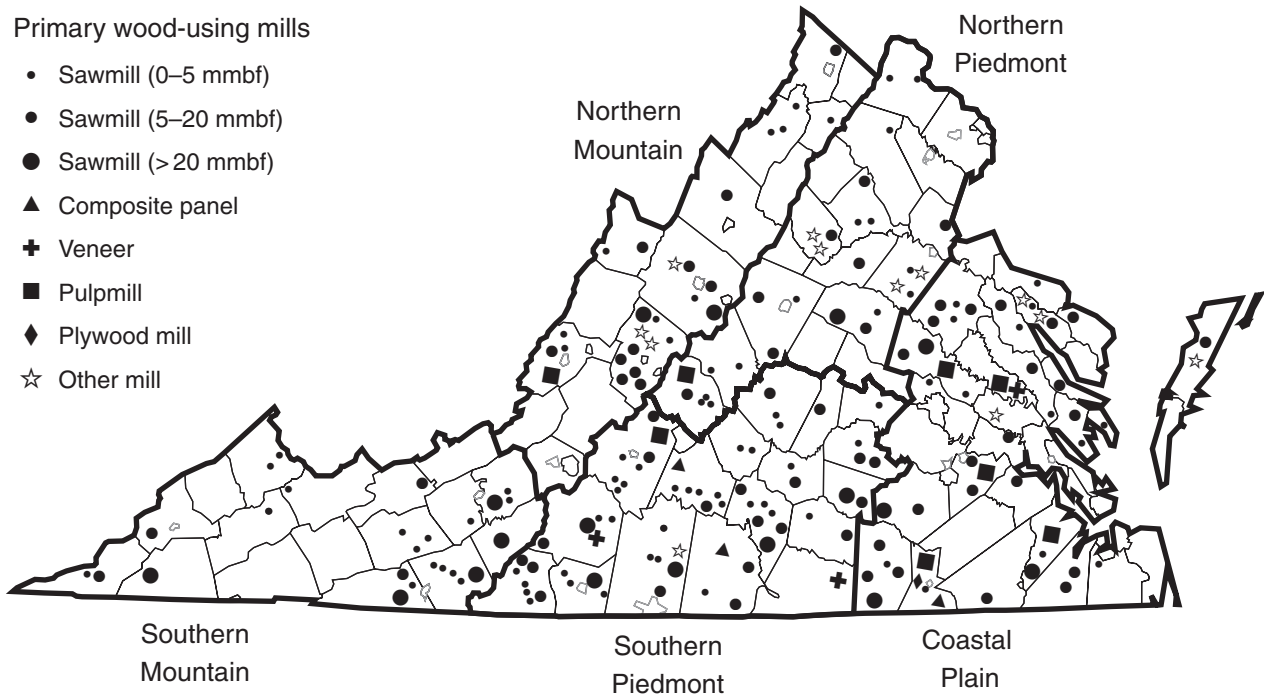 Primary wood-using mills
Sawmill (0–5 mmbf)
Sawmill (5–20 mmbf)
Sawmill (> 20 mmbf)
Composite panel
Veneer
Pulpmill
Plywood mill
Other mill
Northern
Mountain
Northern
Piedmont
Southern
Mountain
Southern
Piedmont
Coastal
Plain